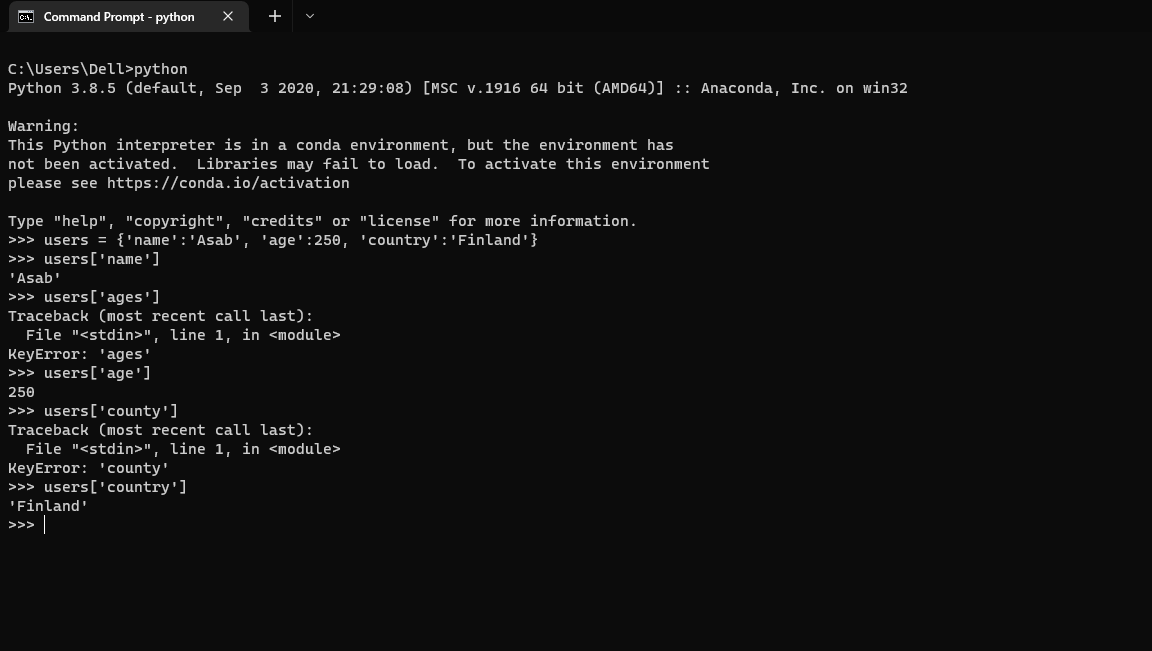 Command Prompt - python
C:\Users\Dell>python
Python 3.8.5 (default, Sep  3 2020, 21:29:08) [MSC v.1916 64 bit (AMD64)] :: Anaconda, Inc. on win32
Warning:
This Python interpreter is in a conda environment, but the environment has
not been activated.  Libraries may fail to load.  To activate this environment
please see https://conda.io/activation
Type "help", "copyright", "credits" or "license" for more information.
>>> users = {'name':'Asab', 'age':250, 'country':'Finland'}
>>> users['name']
'Asab'
>>> users['ages']
Traceback (most recent call last):
  File "<stdin>", line 1, in <module>
KeyError: 'ages'
>>> users['age']
250
>>> users['county']
Traceback (most recent call last):
  File "<stdin>", line 1, in <module>
KeyError: 'county'
>>> users['country']
'Finland'
>>>